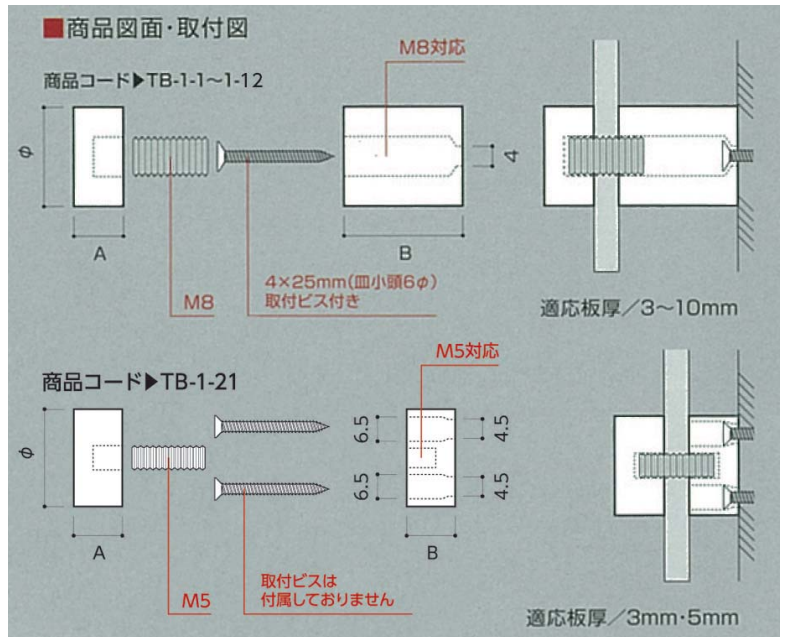 ■商品図面・取付図
M8対応
商品コード▶TB-1-1～1-12
φ
4
A
B
4×25mm(皿小頭6φ)
取付ビス付き
M8
適応板厚／3～10mm
M5対応
商品コード▶TB-1-21
φ
6.5
4.5
6.5
4.5
A
B
取付ビスは
付属しておりません
M5
適応板厚／3mm・5mm